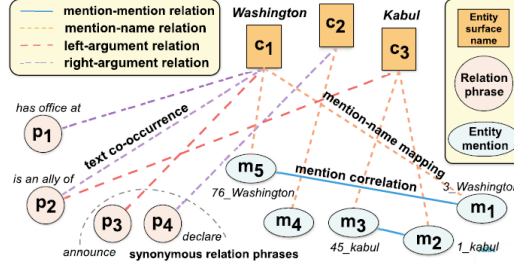 mention-mention relation
mention-name relation
left-argument relation
right-argument relation
Washington
Kabul
c1
c2
c3
Entity
surface
name
Relation
phrase
Entity
mention
has office at
p1
text co-occurrence
mention-name mapping
is an ally of
p2
m5
mention correlation
76_Washington
3_Washington
m1
p3
p4
m4
m3
m2
announce
declare
45_kabul
1_kabul
synonymous relation phrases